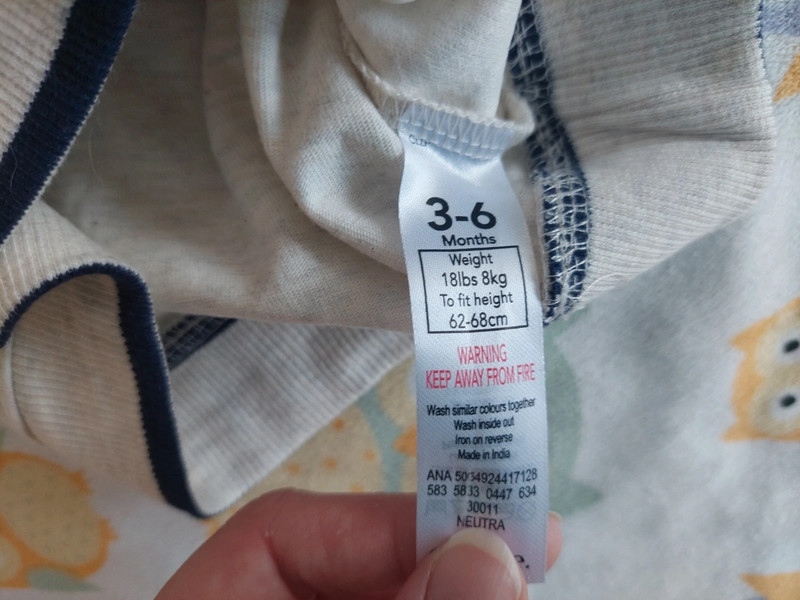 3-6
Months
Weight
18lbs 8kg
To fit height
62-68cm
WARNING
KEEP AWAY FROM FIRE
Wash similar colours together
Wash inside out
Iron on reverse
Made in India
ANA 5034924417128
583 5833 0447 634
30011
NEUTRA